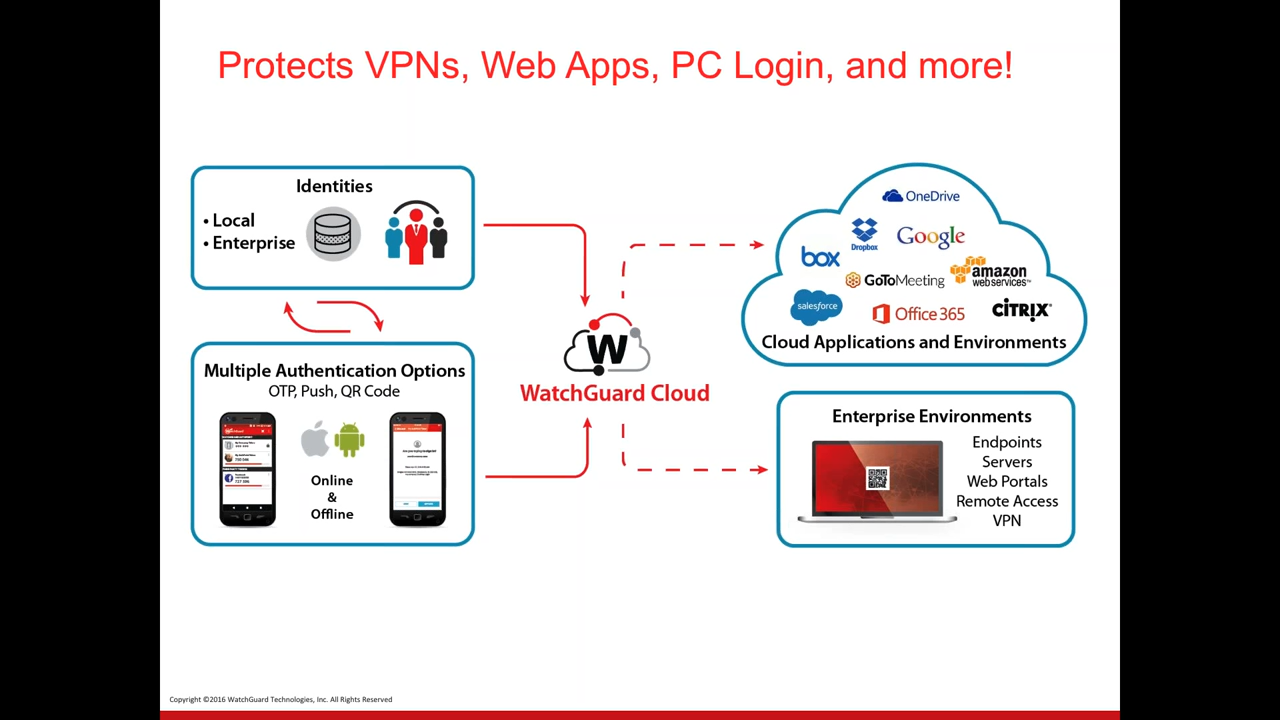 Protects VPNs, Web Apps, PC Login, and more!
Identities
• Local
• Enterprise
Multiple Authentication Options
OTP, Push, QR Code
Online
&
Offline
W
WatchGuard Cloud
OneDrive
Dropbox
Google
box
GoToMeeting
amazon
web services™
salesforce
Office 365
CITRIX®
Cloud Applications and Environments
Enterprise Environments
Endpoints
Servers
Web Portals
Remote Access
VPN
Copyright ©2016 WatchGuard Technologies, Inc. All Rights Reserved